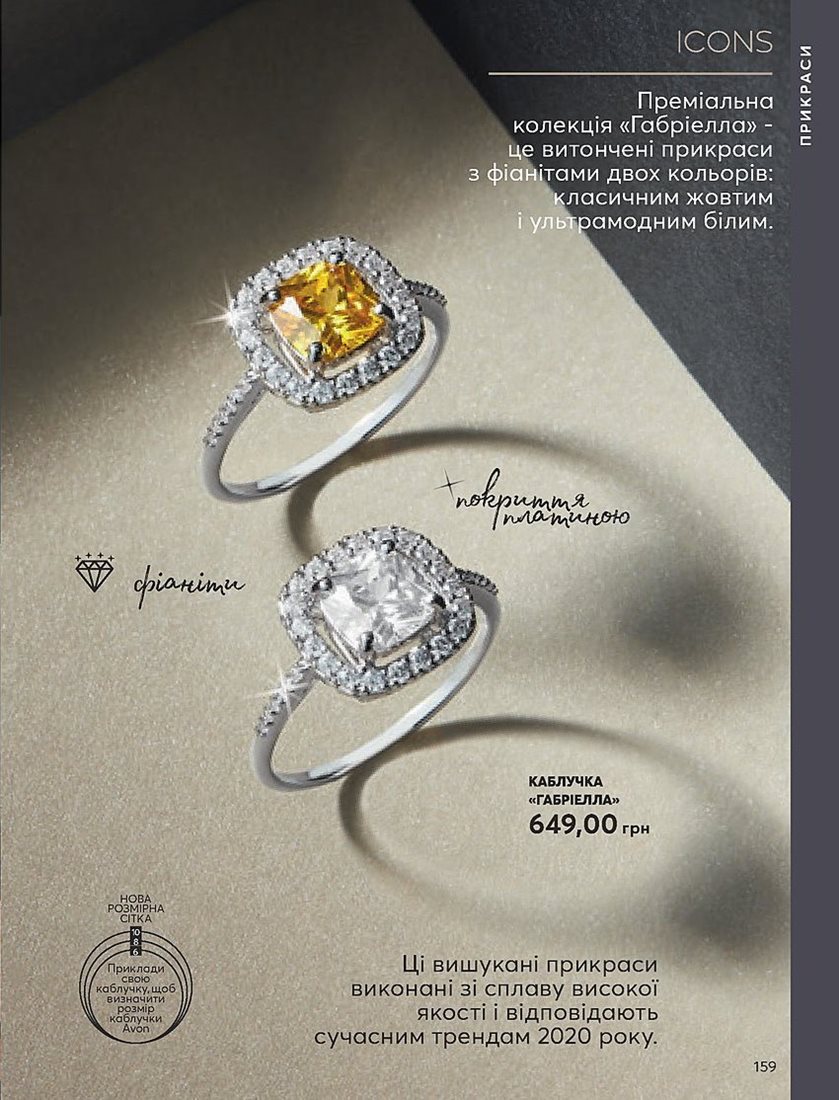 ICONS
ПРИКРАСИ
Преміальна
колекція «Габріелла» -
це витончені прикраси
з фіанітами двох кольорів:
класичним жовтим
і ультрамодним білим.
покриття
платиною
фіаніти
КАБЛУЧКА
«ГАБРІЕЛЛА»
649,00 грн
НОВА
РОЗМІРНА
СІТКА
10
8
6
Приклади
свою
каблучку, щоб
визначити
розмір
каблучки
Avon
Ці вишукані прикраси
виконані зі сплаву високої
якості і відповідають
сучасним трендам 2020 року.
159